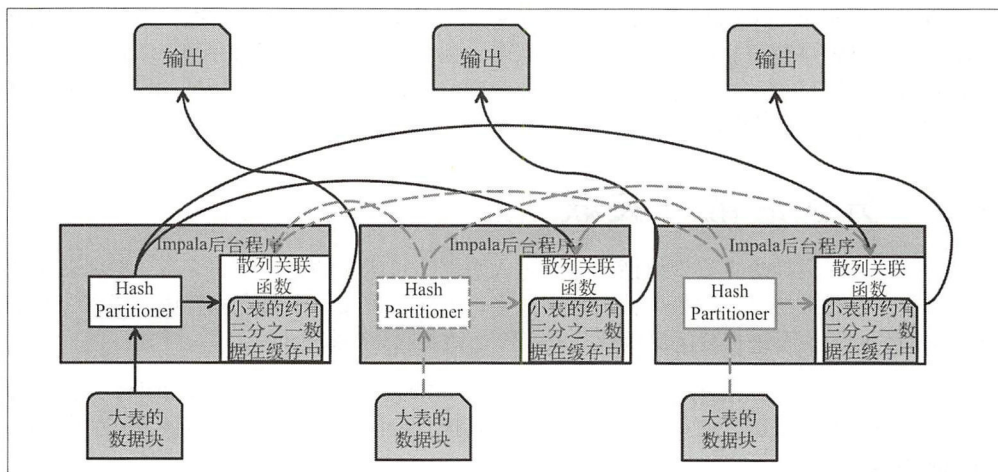 输出
输出
输出
Impala后台程序
散列关联
函数
Hash
Partitioner
小表的约有
三分之一数
据在缓存中
Impala后台程序
散列关联
函数
Hash
Partitioner
小表的约有
三分之一数
据在缓存中
Impala后台程序
散列关联
函数
Hash
Partitioner
小表的约有
三分之一数
据在缓存中
大表的
数据块
大表的
数据块
大表的
数据块